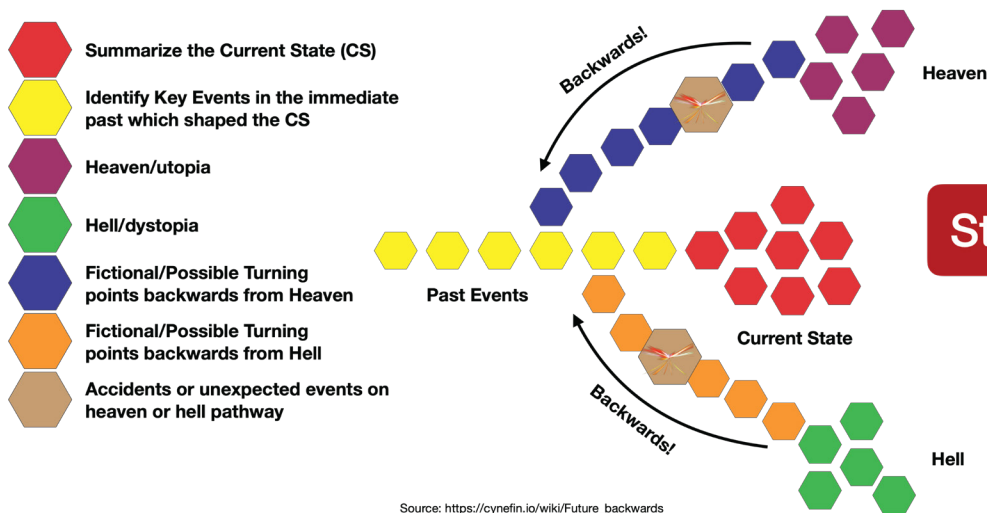 Summarize the Current State (CS)
Identify Key Events in the immediate
past which shaped the CS
Heaven/utopia
Hell/dystopia
Fictional/Possible Turning
points backwards from Heaven
Fictional/Possible Turning
points backwards from Hell
Accidents or unexpected events on
heaven or hell pathway
Backwards!
Heaven
St
Past Events
Current State
Backwards!
Hell
Source: https://cynefin.io/wiki/Future_backwards